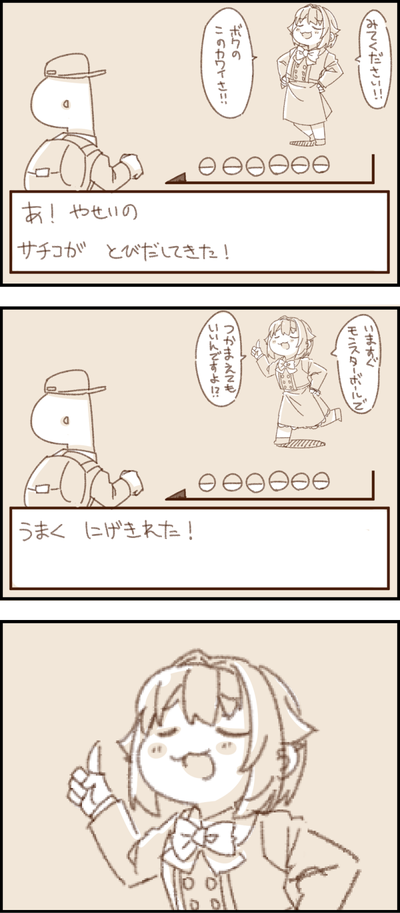 みてください!!
ボクの
このカワイさ!!
あ！ やせいの
サチコが とびだしてきた！
いますぐ
モンスターボールで
つかまえても
いいんですよ!?
うまく にげきれた！